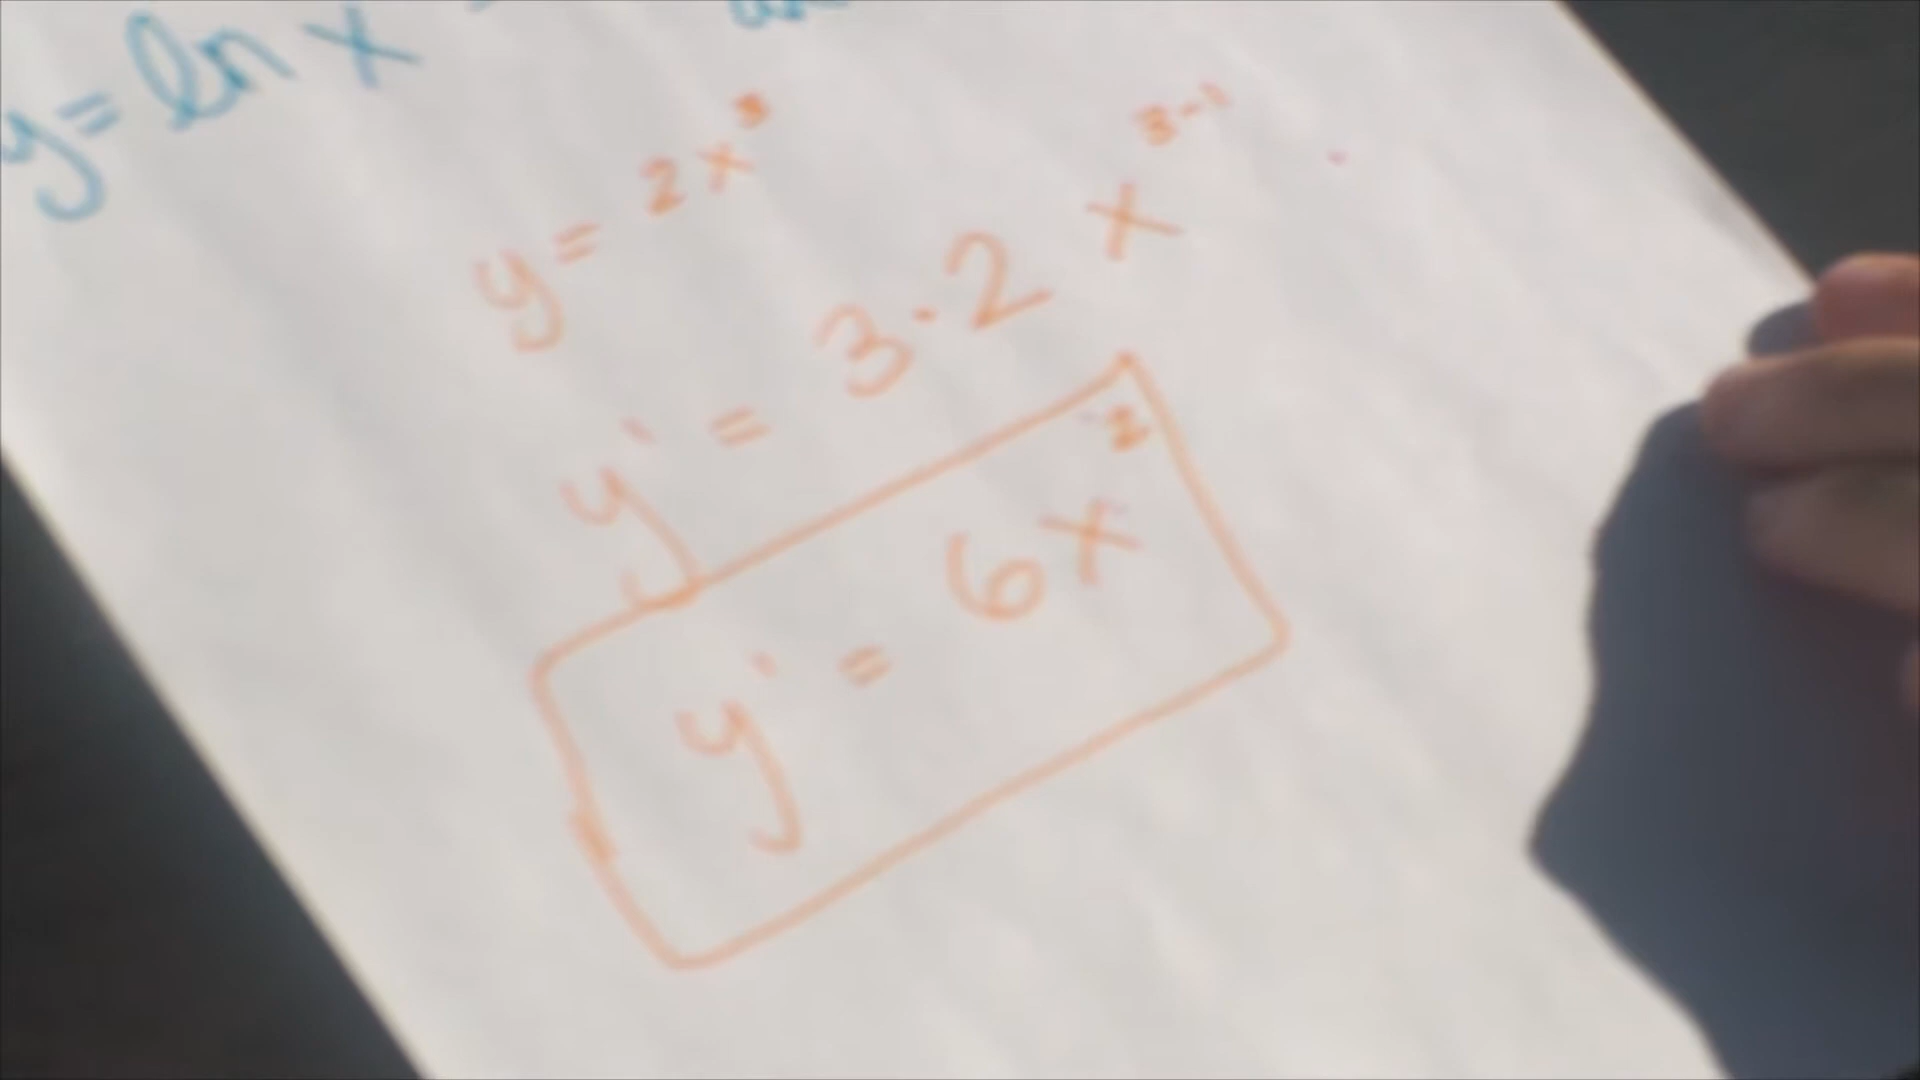 y = ln x
y = 2x³
y' = 3·2 x³⁻¹
y' = 6x²